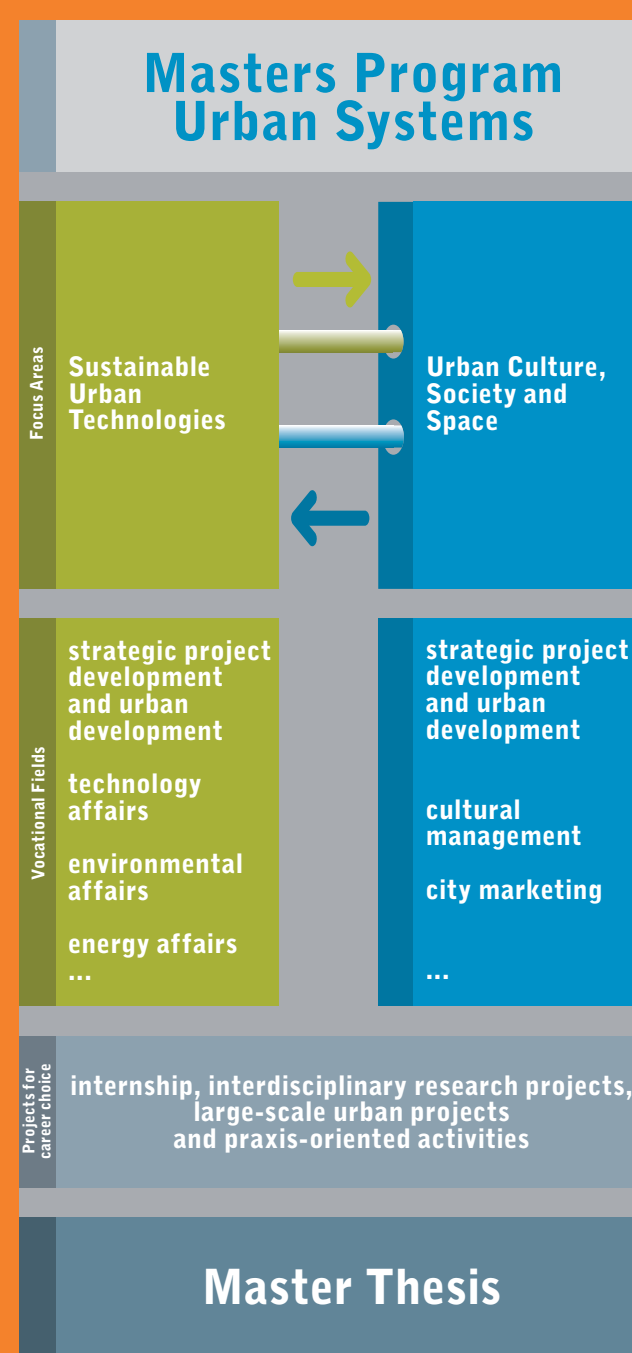 Masters Program
Urban Systems
Focus Areas
Sustainable
Urban
Technologies
Urban Culture,
Society and
Space
Vocational Fields
strategic project
development
and urban
development
technology
affairs
environmental
affairs
energy affairs
...
strategic project
development
and urban
development
cultural
management
city marketing
...
Projects for
career choice
internship, interdisciplinary research projects,
large-scale urban projects
and praxis-oriented activities
Master Thesis